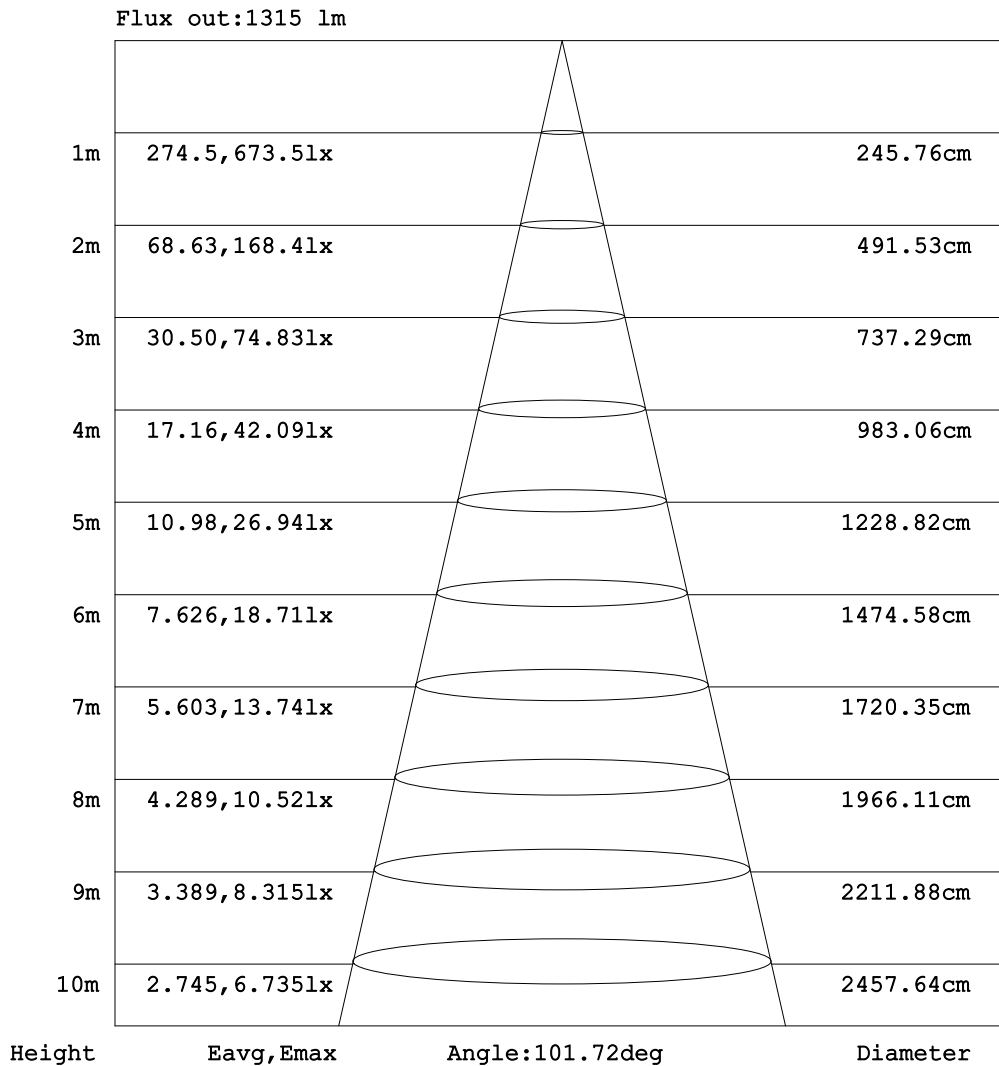 Flux out:1315 lm
1m 274.5,673.5lx 245.76cm
2m 68.63,168.4lx 491.53cm
3m 30.50,74.83lx 737.29cm
4m 17.16,42.09lx 983.06cm
5m 10.98,26.94lx 1228.82cm
6m 7.626,18.71lx 1474.58cm
7m 5.603,13.74lx 1720.35cm
8m 4.289,10.52lx 1966.11cm
9m 3.389,8.315lx 2211.88cm
10m 2.745,6.735lx 2457.64cm
Height Eavg,Emax Angle:101.72deg Diameter